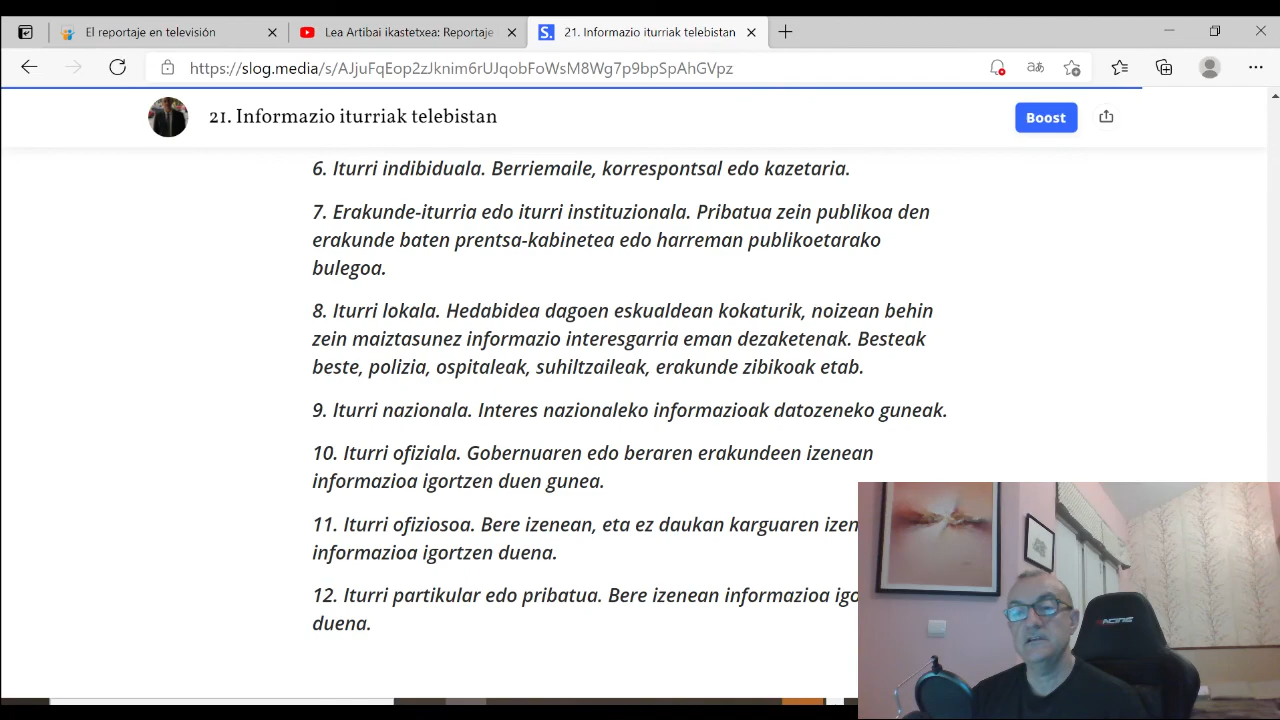 El reportaje en televisión
Lea Artibai ikastetxea: Reportaje
S.
21. Informazio iturriak telebistan
https://slog.media/s/AJjuFqEop2zJknim6rUJqobFoWsM8Wg7p9bpSpAhGVpz
21. Informazio iturriak telebistan
Boost
6. Iturri indibiduala. Berriemaile, korrespontsal edo kazetaria.
7. Erakunde-iturria edo iturri instituzionala. Pribatua zein publikoa den
erakunde baten prentsa-kabinetea edo harreman publikoetarako
bulegoa.
8. Iturri lokala. Hedabidea dagoen eskualdean kokaturik, noizean behin
zein maiztasunez informazio interesgarria eman dezaketenak. Besteak
beste, polizia, ospitaleak, suhiltzaileak, erakunde zibikoak etab.
9. Iturri nazionala. Interes nazionaleko informazioak datozeneko guneak.
10. Iturri ofiziala. Gobernuaren edo beraren erakundeen izenean
informazioa igortzen duen gunea.
11. Iturri ofiziosoa. Bere izenean, eta ez daukan karguaren izen
informazioa igortzen duena.
12. Iturri partikular edo pribatua. Bere izenean informazioa igo
duena.